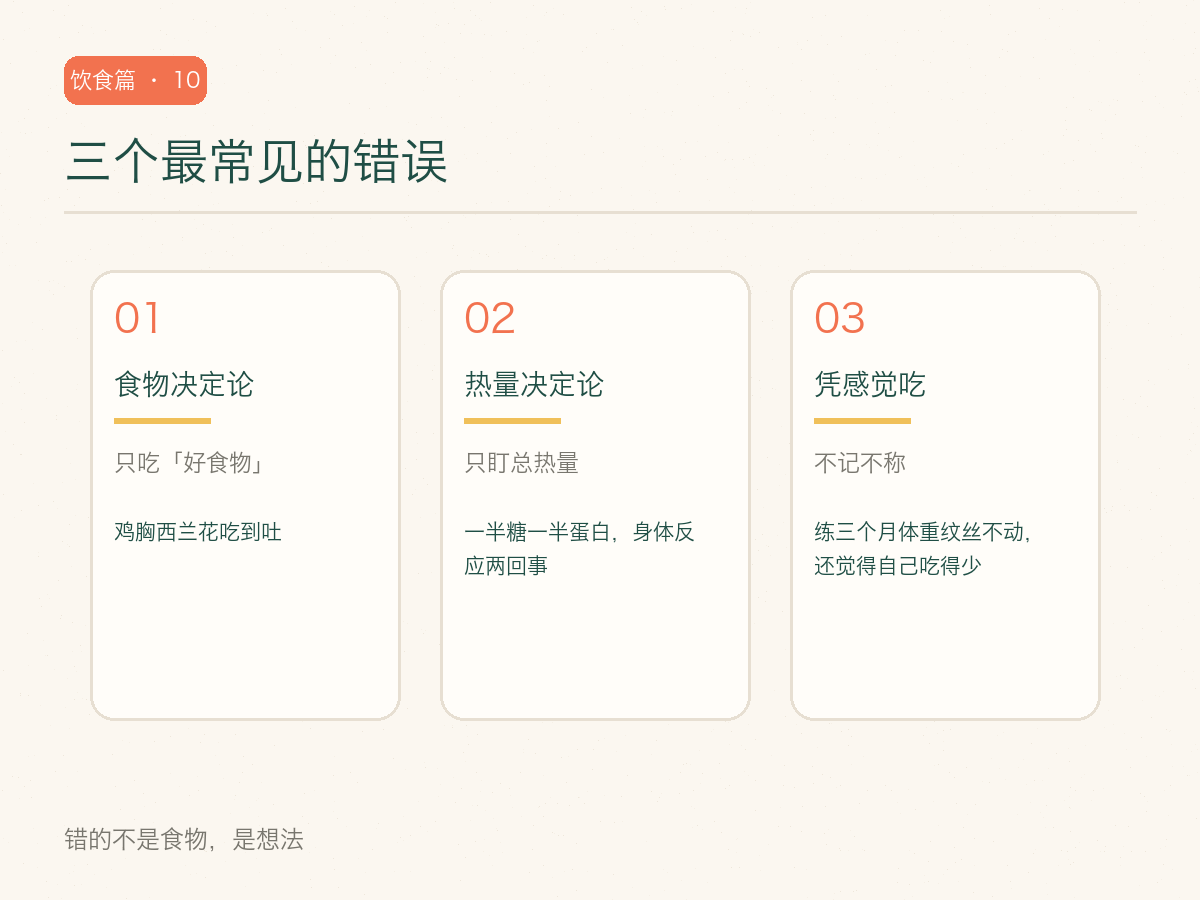 饮食篇 · 10
三个最常见的错误
01
食物决定论
只吃「好食物」
鸡胸西兰花吃到吐
02
热量决定论
只盯总热量
一半糖一半蛋白，身体反
应两回事
03
凭感觉吃
不记不称
练三个月体重纹丝不动，
还觉得自己吃得少
错的不是食物，是想法